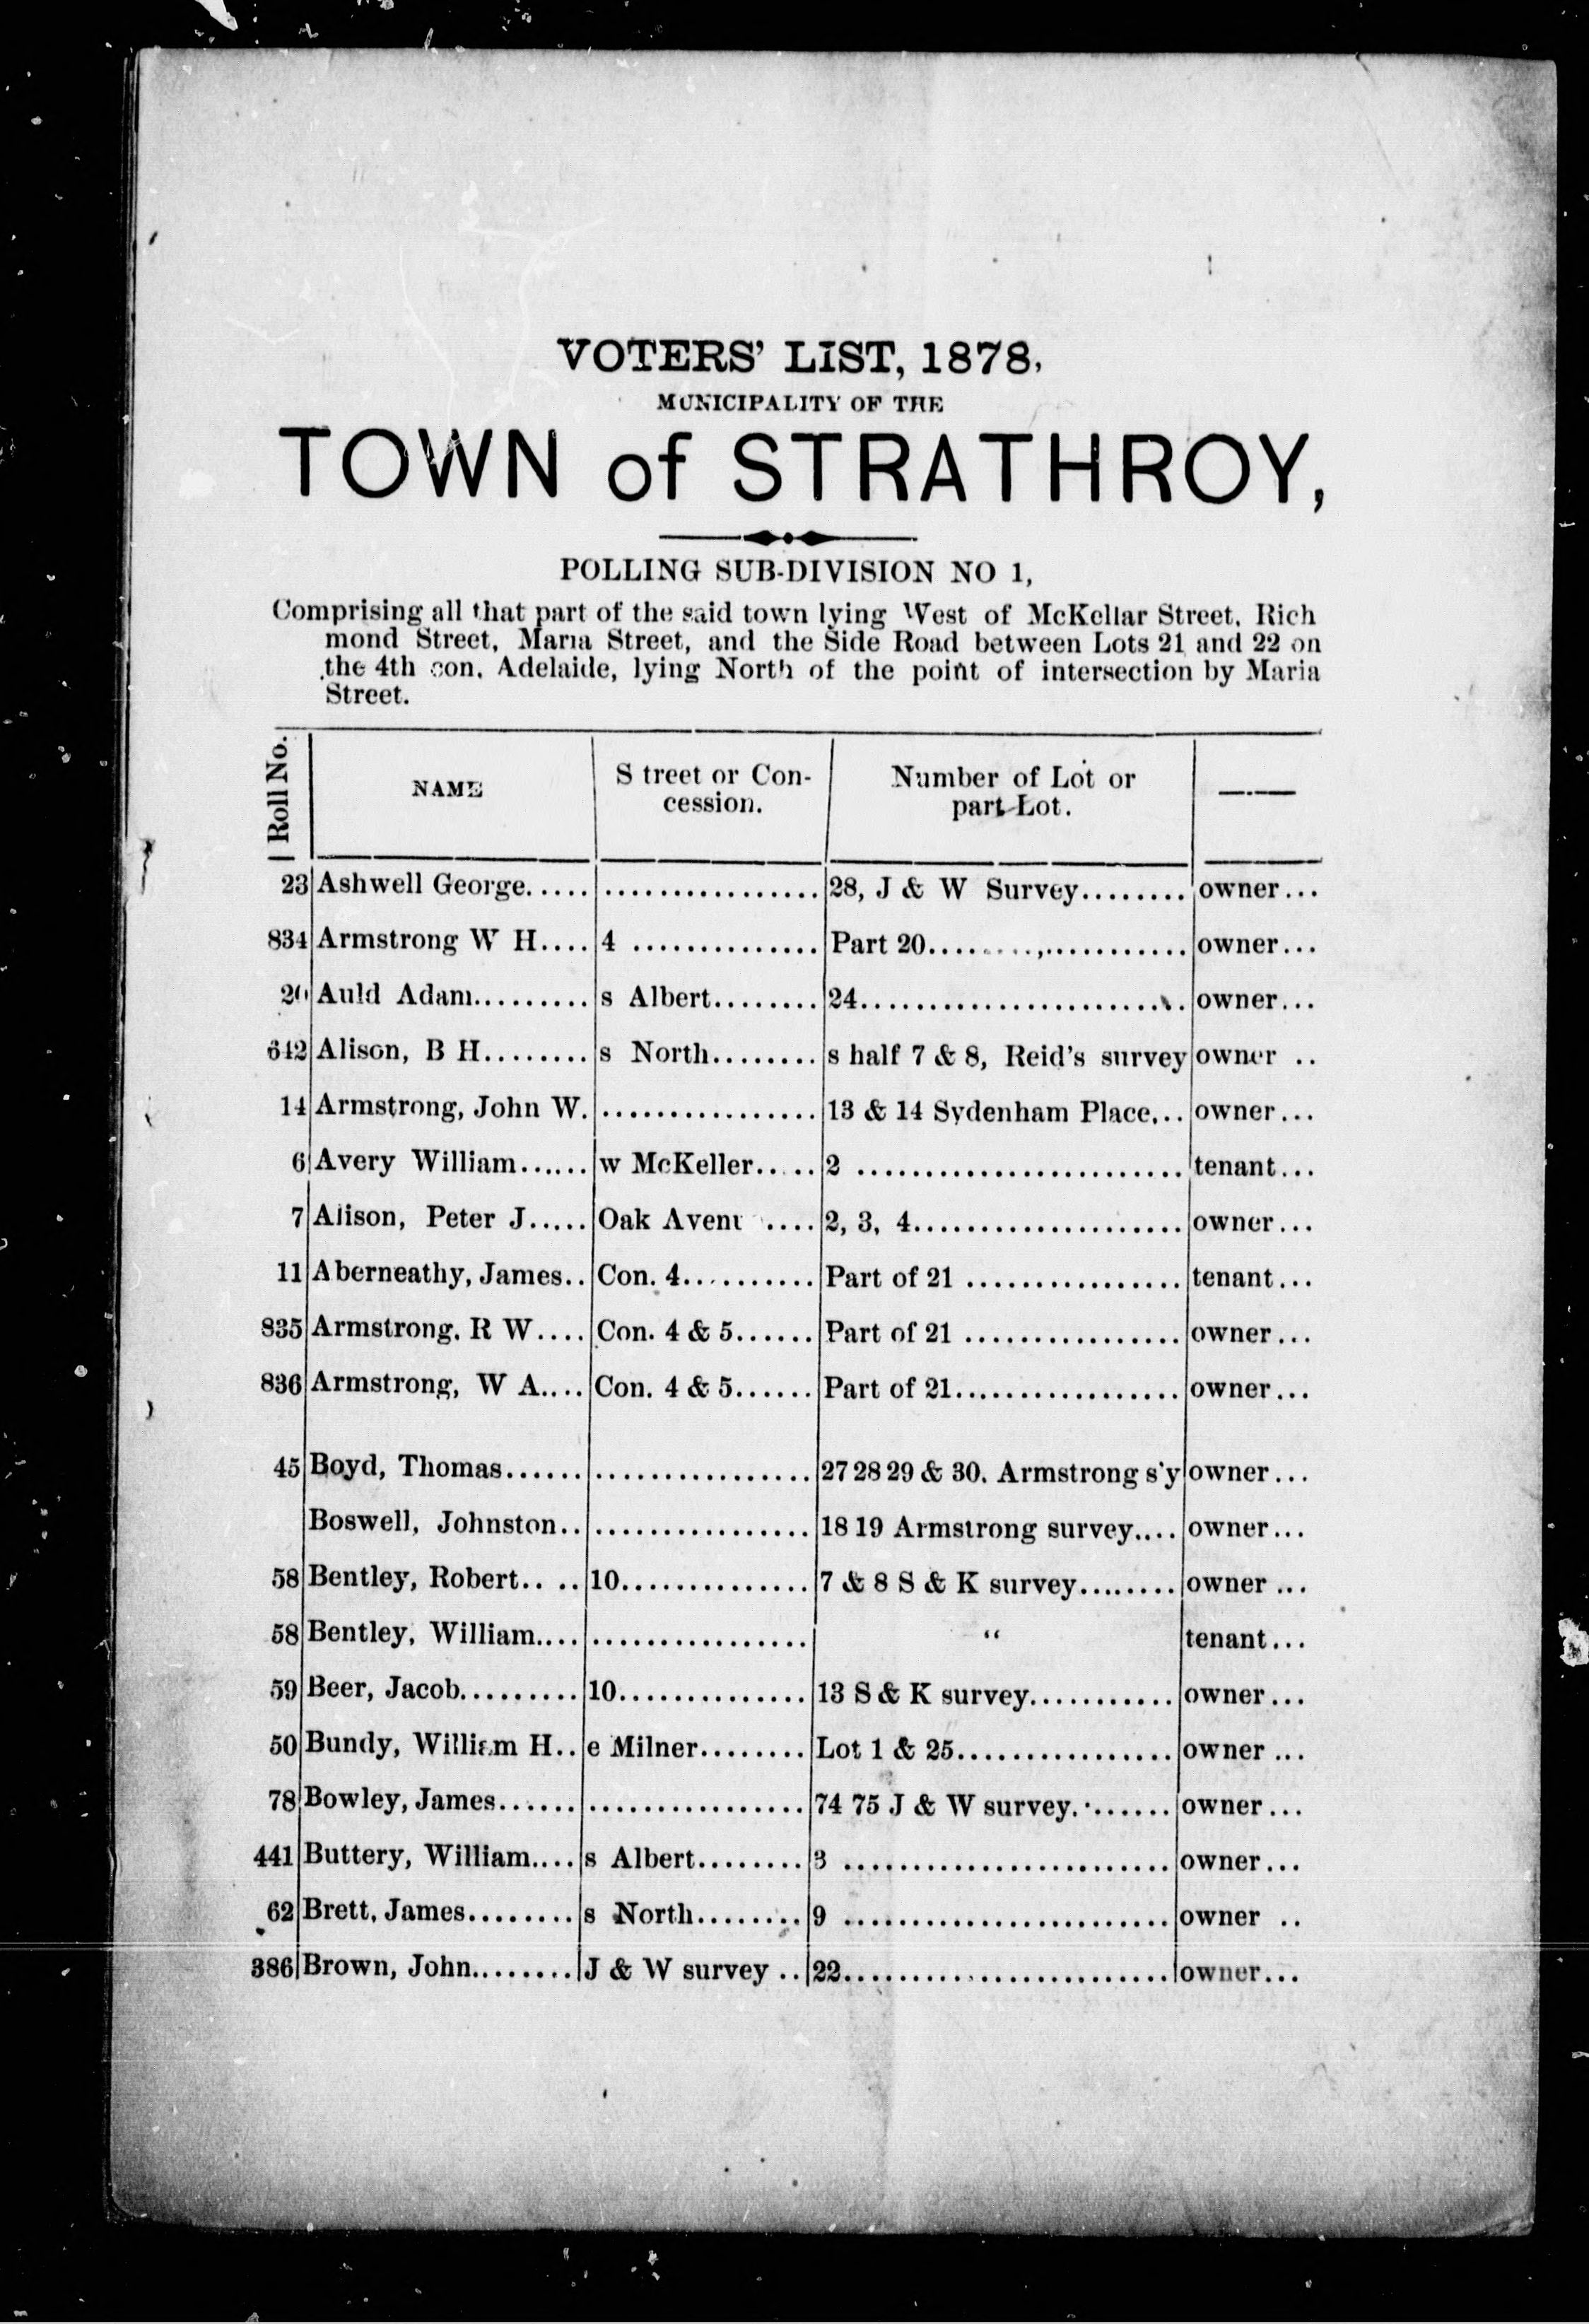 VOTERS' LIST, 1878,
MUNICIPALITY OF THE
TOWN of STRATHROY,
POLLING SUB-DIVISION NO 1,
Comprising all that part of the said town lying West of McKellar Street, Rich
mond Street, Maria Street, and the Side Road between Lots 21 and 22 on
the 4th con. Adelaide, lying North of the point of intersection by Maria
Street.
Roll No. NAME Street or Con-cession. Number of Lot or part Lot. ——
23 Ashwell George..... ................ 28, J & W Survey........ owner...
834 Armstrong W H.... 4 .............. Part 20................... owner...
Auld Adam......... s Albert........ 24........................ owner...
642 Alison, B H........ s North........ s half 7 & 8, Reid's survey owner ..
14 Armstrong, John W. ................ 13 & 14 Sydenham Place... owner...
6 Avery William...... w McKeller..... 2 ........................ tenant...
7 Alison, Peter J..... Oak .... 2, 3, 4.................... owner...
11 Aberneathy, James.. Con. 4.......... Part of 21 ................ tenant...
835 Armstrong, R W.... Con. 4 & 5...... Part of 21 ................ owner...
836 Armstrong, W A.... Con. 4 & 5...... Part of 21................. owner...
45 Boyd, Thomas...... ................ 27 28 29 & 30. Armstrong s'y owner...
Boswell, Johnston.. ................ 18 19 Armstrong survey.... owner...
58 Bentley, Robert.. .. 10.............. 7 & 8 S & K survey........ owner ...
58 Bentley, William.... ................ “ tenant...
59 Beer, Jacob......... 10.............. 13 S & K survey........... owner...
50 Bundy, William H.. e Milner........ Lot 1 & 25................ owner ...
78 Bowley, James...... ................ 74 75 J & W survey........ owner...
441 Buttery, William.... s Albert........ 3 ........................ owner...
62 Brett, James........ s North........ 9 ........................ owner ..
386 Brown, John........ J & W survey .. 22........................ owner...